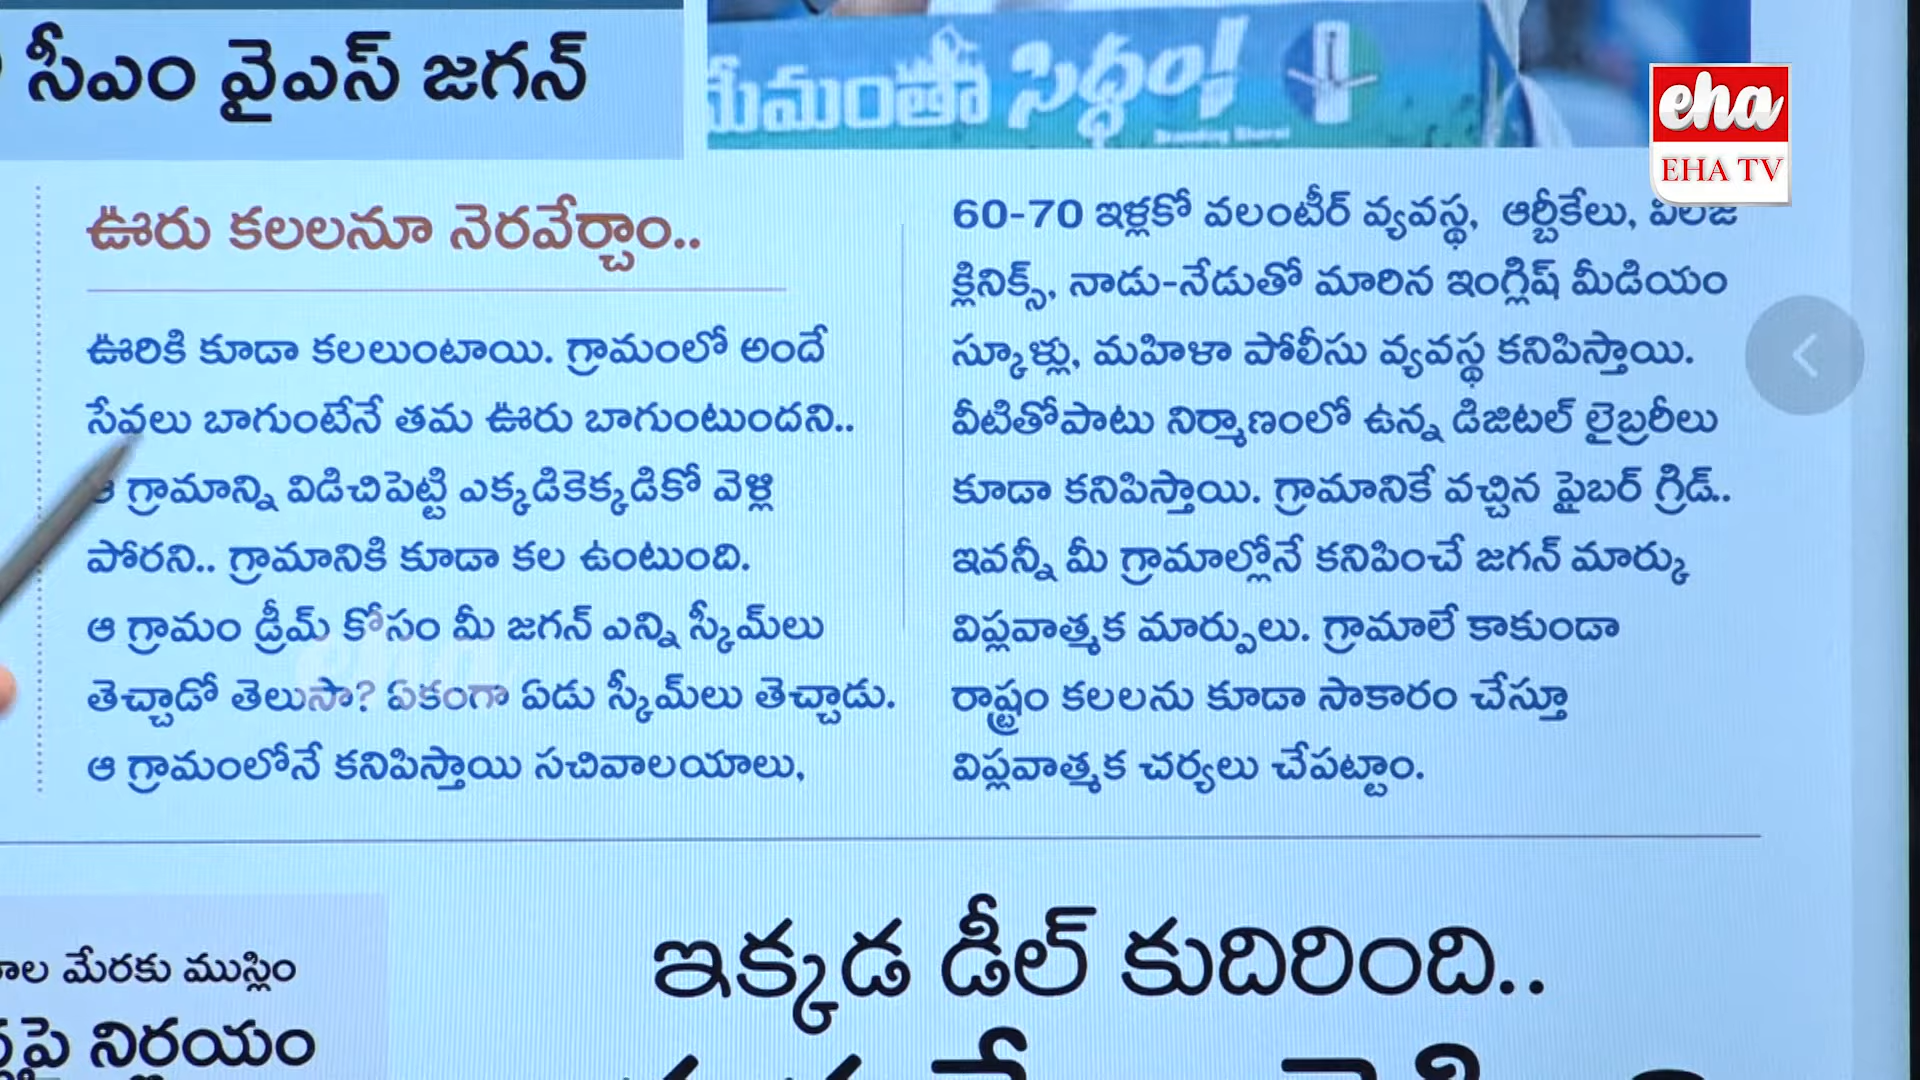 సీఎం వైఎస్ జగన్
మేమంతా సిద్ధం!
eha
EHA TV
ఊరు కలలనూ నెరవేర్చాం..
ఊరికి కూడా కలలుంటాయి. గ్రామంలో అందే
సేవలు బాగుంటేనే తమ ఊరు బాగుంటుందని..
ఆ గ్రామాన్ని విడిచిపెట్టి ఎక్కడికెక్కడికో వెళ్లి
పోరని.. గ్రామానికి కూడా కల ఉంటుంది.
ఆ గ్రామం డ్రీమ్ కోసం మీ జగన్ ఎన్ని స్కీమ్‌లు
తెచ్చాడో తెలుసా? ఏకంగా ఏడు స్కీమ్‌లు తెచ్చాడు.
ఆ గ్రామంలోనే కనిపిస్తాయి సచివాలయాలు,
60-70 ఇళ్లకో వలంటీర్ వ్యవస్థ, ఆర్బీకేలు, విలేజ్
క్లినిక్స్, నాడు-నేడుతో మారిన ఇంగ్లిష్ మీడియం
స్కూళ్లు, మహిళా పోలీసు వ్యవస్థ కనిపిస్తాయి.
వీటితోపాటు నిర్మాణంలో ఉన్న డిజిటల్ లైబ్రరీలు
కూడా కనిపిస్తాయి. గ్రామానికే వచ్చిన ఫైబర్ గ్రిడ్..
ఇవన్నీ మీ గ్రామాల్లోనే కనిపించే జగన్ మార్కు
విప్లవాత్మక మార్పులు. గ్రామాలే కాకుండా
రాష్ట్రం కలలను కూడా సాకారం చేస్తూ
విప్లవాత్మక చర్యలు చేపట్టాం.
మేరకు ముస్లిం
నిర్ణయం
ఇక్కడ డీల్ కుదిరింది..